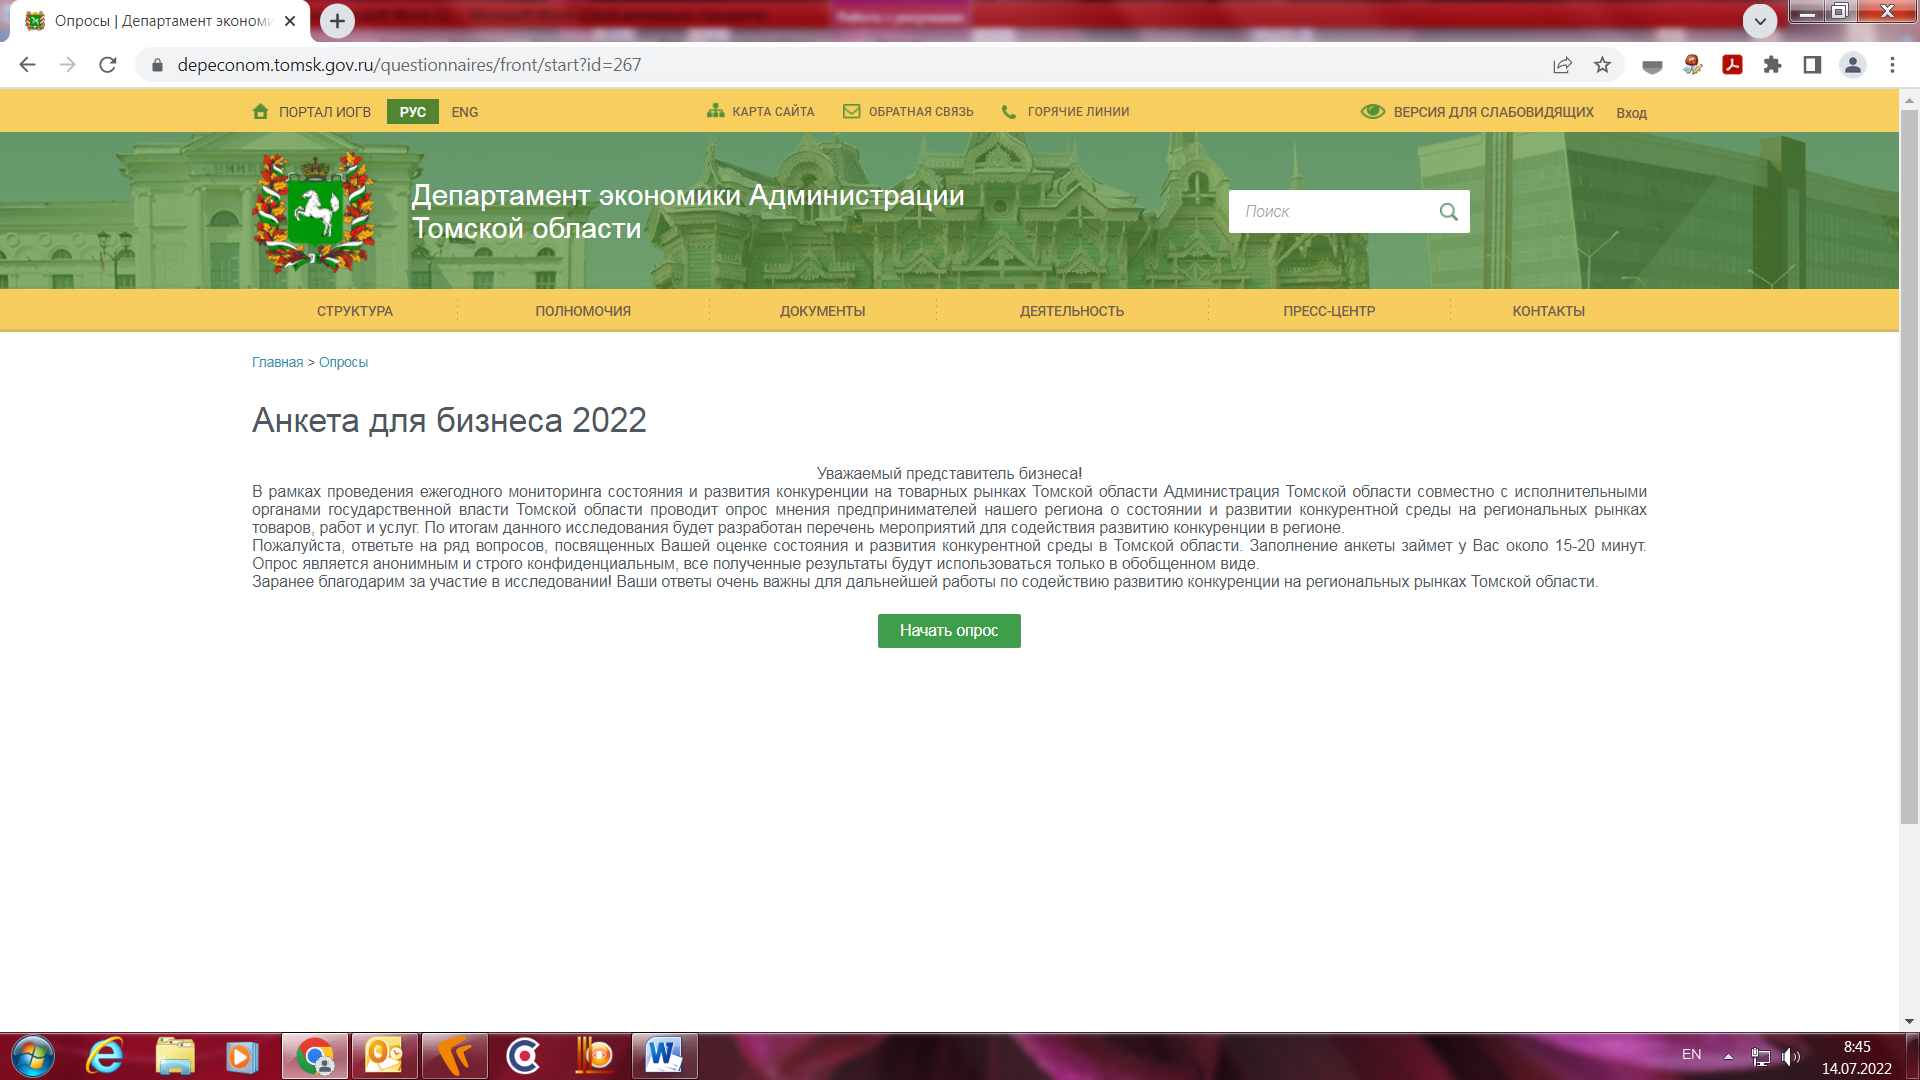 Опросы | Департамент экономи
depeconom.tomsk.gov.ru/questionnaires/front/start?id=267
ПОРТАЛ ИОГВ РУС ENG КАРТА САЙТА ОБРАТНАЯ СВЯЗЬ ГОРЯЧИЕ ЛИНИИ ВЕРСИЯ ДЛЯ СЛАБОВИДЯЩИХ Вход
Департамент экономики Администрации
Томской области
Поиск
СТРУКТУРА ПОЛНОМОЧИЯ ДОКУМЕНТЫ ДЕЯТЕЛЬНОСТЬ ПРЕСС-ЦЕНТР КОНТАКТЫ
Главная > Опросы
Анкета для бизнеса 2022
Уважаемый представитель бизнеса!
В рамках проведения ежегодного мониторинга состояния и развития конкуренции на товарных рынках Томской области Администрация Томской области совместно с исполнительными
органами государственной власти Томской области проводит опрос мнения предпринимателей нашего региона о состоянии и развитии конкурентной среды на региональных рынках
товаров, работ и услуг. По итогам данного исследования будет разработан перечень мероприятий для содействия развитию конкуренции в регионе.
Пожалуйста, ответьте на ряд вопросов, посвященных Вашей оценке состояния и развития конкурентной среды в Томской области. Заполнение анкеты займет у Вас около 15-20 минут.
Опрос является анонимным и строго конфиденциальным, все полученные результаты будут использоваться только в обобщенном виде.
Заранее благодарим за участие в исследовании! Ваши ответы очень важны для дальнейшей работы по содействию развитию конкуренции на региональных рынках Томской области.
Начать опрос
EN
8:45
14.07.2022